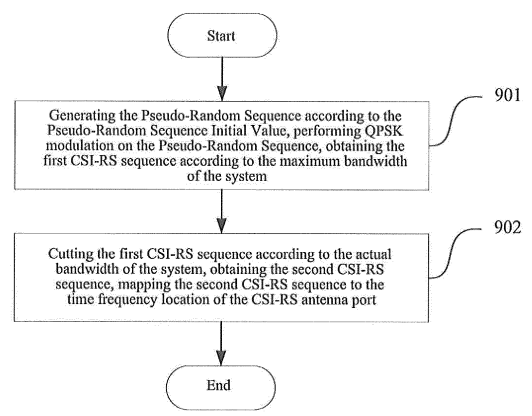 Start
901
Generating the Pseudo-Random Sequence according to the
Pseudo-Random Sequence Initial Value, performing QPSK
modulation on the Pseudo-Random Sequence, obtaining the
first CSI-RS sequence according to the maximum bandwidth
of the system
902
Cutting the first CSI-RS sequence according to the actual
bandwidth of the system, obtaining the second CSI-RS
sequence, mapping the second CSI-RS sequence to the
time frequency location of the CSI-RS antenna port
End